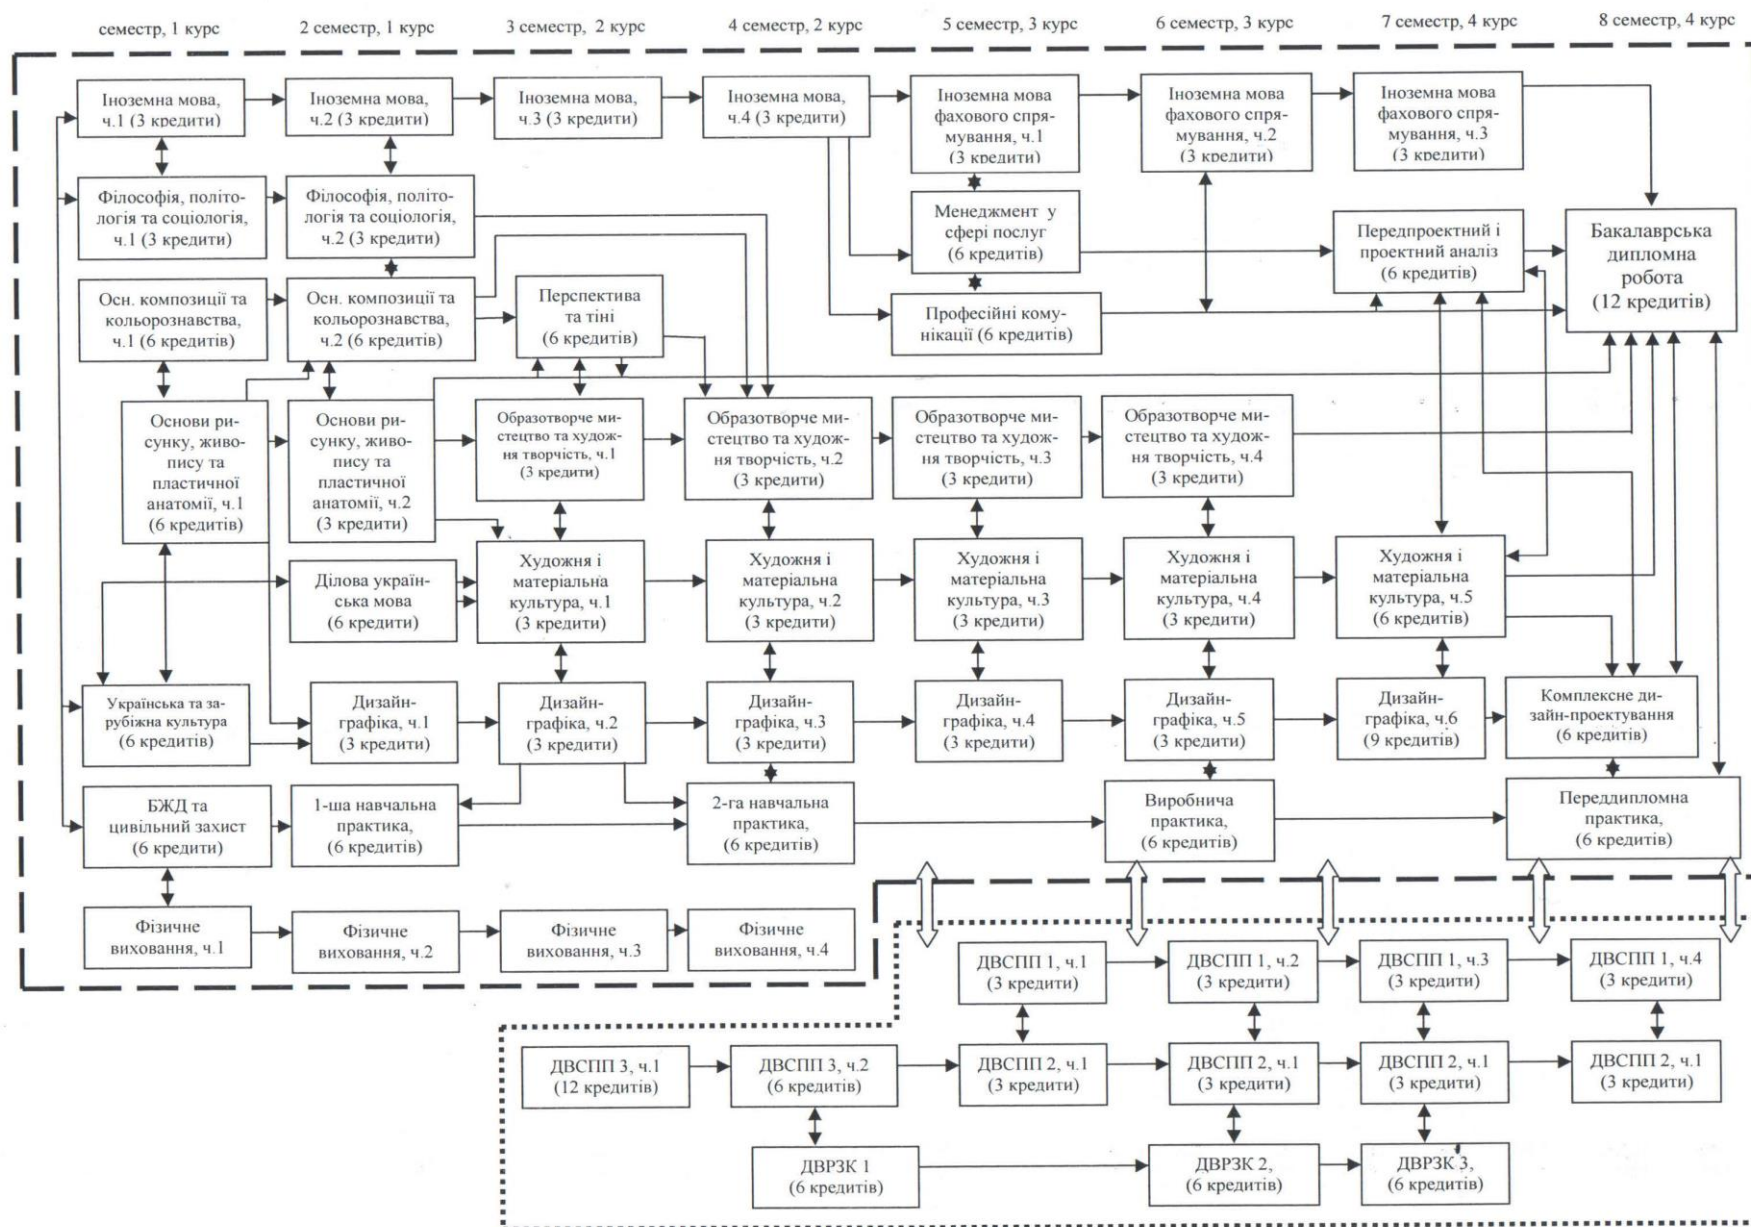 семестр, 1 курс
2 семестр, 1 курс
3 семестр, 2 курс
4 семестр, 2 курс
5 семестр, 3 курс
6 семестр, 3 курс
7 семестр, 4 курс
8 семестр, 4 курс
Іноземна мова,
ч.1 (3 кредити)
Іноземна мова,
ч.2 (3 кредити)
Іноземна мова,
ч.3 (3 кредити)
Іноземна мова,
ч.4 (3 кредити)
Іноземна мова
фахового спря-
мування, ч.1
(3 кредити)
Іноземна мова
фахового спря-
мування, ч.2
(3 кредити)
Іноземна мова
фахового спря-
мування, ч.3
(3 кредити)
Філософія, політо-
логія та соціологія,
ч.1 (3 кредити)
Філософія, політо-
логія та соціологія,
ч.2 (3 кредити)
Менеджмент у
сфері послуг
(6 кредитів)
Передпроектний і
проектний аналіз
(6 кредитів)
Бакалаврська
дипломна
робота
(12 кредитів)
Осн. композиції та
кольорознавства,
ч.1 (6 кредитів)
Осн. композиції та
кольорознавства,
ч.2 (6 кредитів)
Перспектива
та тіні
(6 кредитів)
Професійні кому-
нікації (6 кредитів)
Основи ри-
сунку, живо-
пису та
пластичної
анатомії, ч.1
(6 кредитів)
Основи ри-
сунку, живо-
пису та
пластичної
анатомії, ч.2
(3 кредити)
Образотворче ми-
стецтво та худож-
ня творчість, ч.1
(3 кредити)
Образотворче ми-
стецтво та худож-
ня творчість, ч.2
(3 кредити)
Образотворче ми-
стецтво та худож-
ня творчість, ч.3
(3 кредити)
Образотворче ми-
стецтво та худож-
ня творчість, ч.4
(3 кредити)
Ділова україн-
ська мова
(6 кредити)
Художня і
матеріальна
культура, ч.1
(3 кредити)
Художня і
матеріальна
культура, ч.2
(3 кредити)
Художня і
матеріальна
культура, ч.3
(3 кредити)
Художня і
матеріальна
культура, ч.4
(3 кредити)
Художня і
матеріальна
культура, ч.5
(6 кредитів)
Українська та за-
рубіжна культура
(6 кредитів)
Дизайн-
графіка, ч.1
(3 кредити)
Дизайн-
графіка, ч.2
(3 кредити)
Дизайн-
графіка, ч.3
(3 кредити)
Дизайн-
графіка, ч.4
(3 кредити)
Дизайн-
графіка, ч.5
(3 кредити)
Дизайн-
графіка, ч.6
(9 кредитів)
Комплексне ди-
зайн-проектування
(6 кредитів)
БЖД та
цивільний захист
(6 кредити)
1-ша навчальна
практика,
(6 кредитів)
2-га навчальна
практика,
(6 кредитів)
Виробнича
практика,
(6 кредитів)
Переддипломна
практика,
(6 кредитів)
Фізичне
виховання, ч.1
Фізичне
виховання, ч.2
Фізичне
виховання, ч.3
Фізичне
виховання, ч.4
ДВСПП 1, ч.1
(3 кредити)
ДВСПП 1, ч.2
(3 кредити)
ДВСПП 1, ч.3
(3 кредити)
ДВСПП 1, ч.4
(3 кредити)
ДВСПП 3, ч.1
(12 кредитів)
ДВСПП 3, ч.2
(6 кредитів)
ДВСПП 2, ч.1
(3 кредити)
ДВСПП 2, ч.1
(3 кредити)
ДВСПП 2, ч.1
(3 кредити)
ДВСПП 2, ч.1
(3 кредити)
ДВРЗК 1
(6 кредитів)
ДВРЗК 2,
(6 кредитів)
ДВРЗК 3,
(6 кредитів)